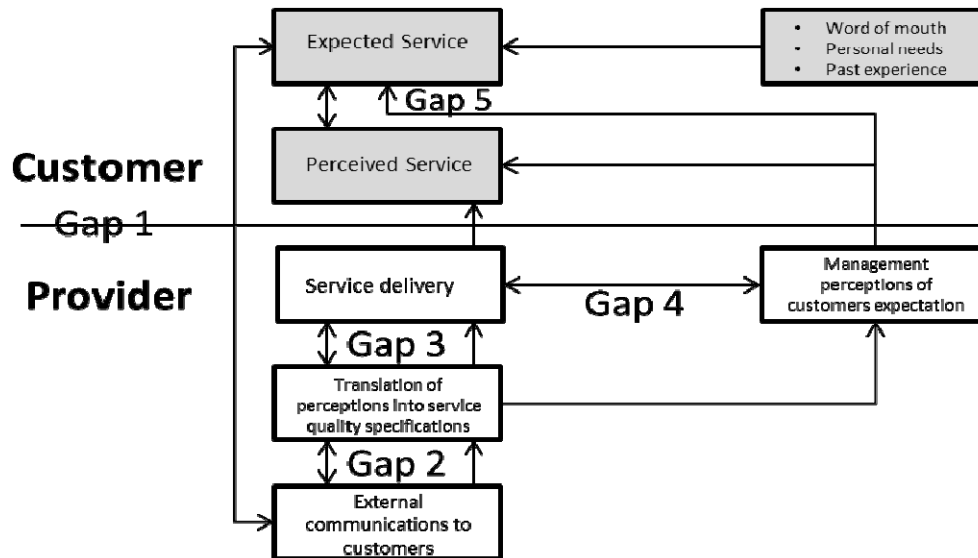 Expected Service
• Word of mouth
• Personal needs
• Past experience
Gap 5
Perceived Service
Customer
Gap 1
Provider
Service delivery
Gap 4
Management
perceptions of
customers expectation
Gap 3
Translation of
perceptions into service
quality specifications
Gap 2
External
communications to
customers